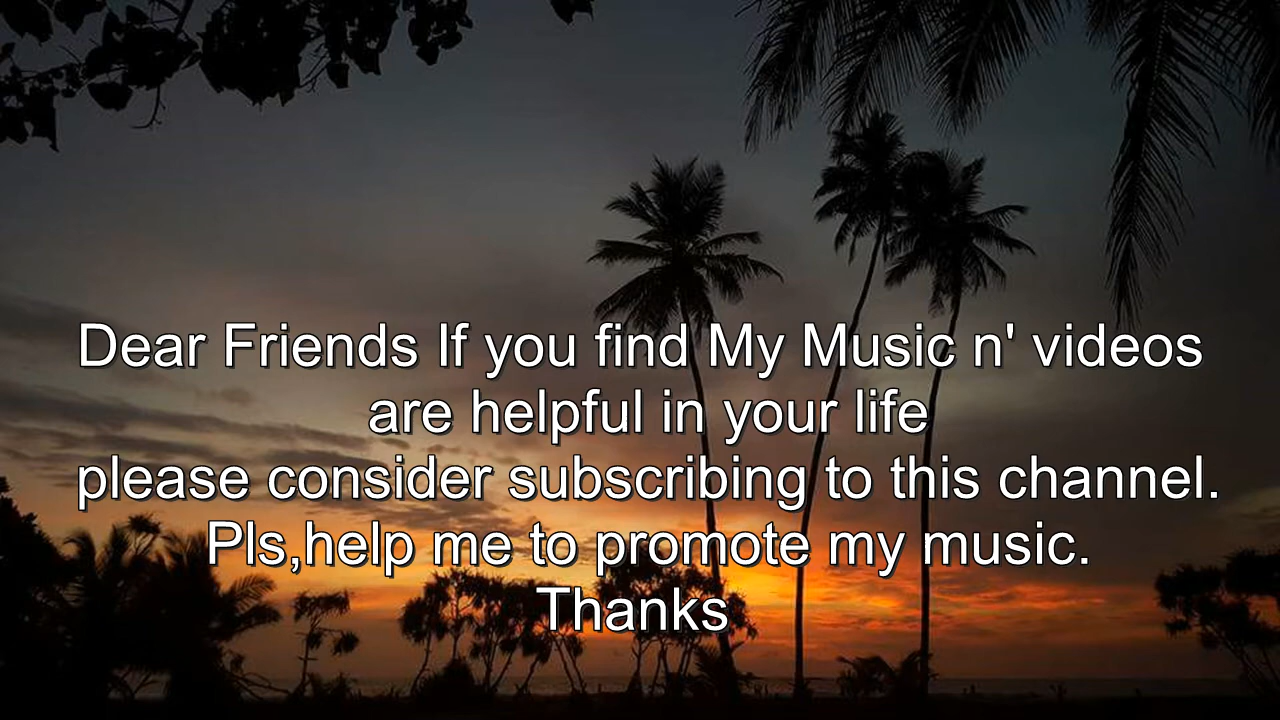 Dear Friends If you find My Music n' videos
are helpful in your life
please consider subscribing to this channel.
Pls,help me to promote my music.
Thanks